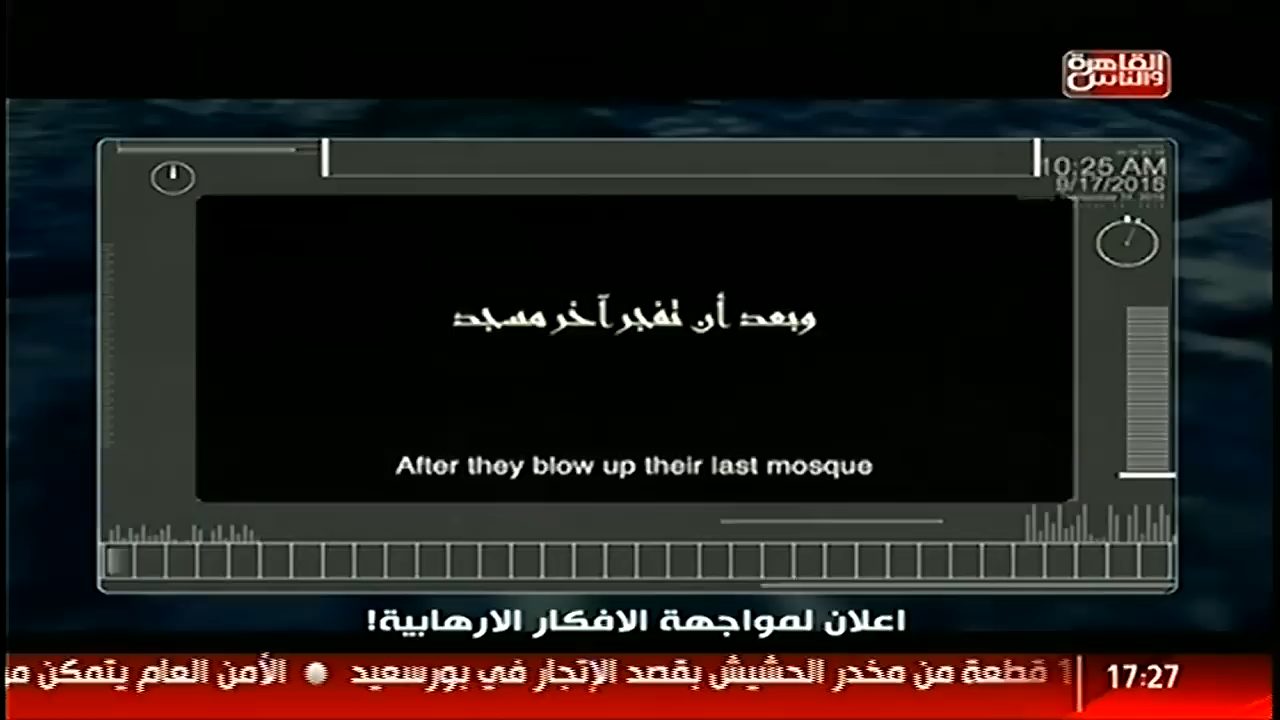 القاهرة
والناس
10:25 AM
9/17/2018
وبعد أن تفجر آخر مسجد
After they blow up their last mosque
اعلان لمواجهة الافكار الارهابية!
قطعة من مخدر الحشيش بقصد الإتجار في بورسعيد ● الأمن العام يتمكن
17:27